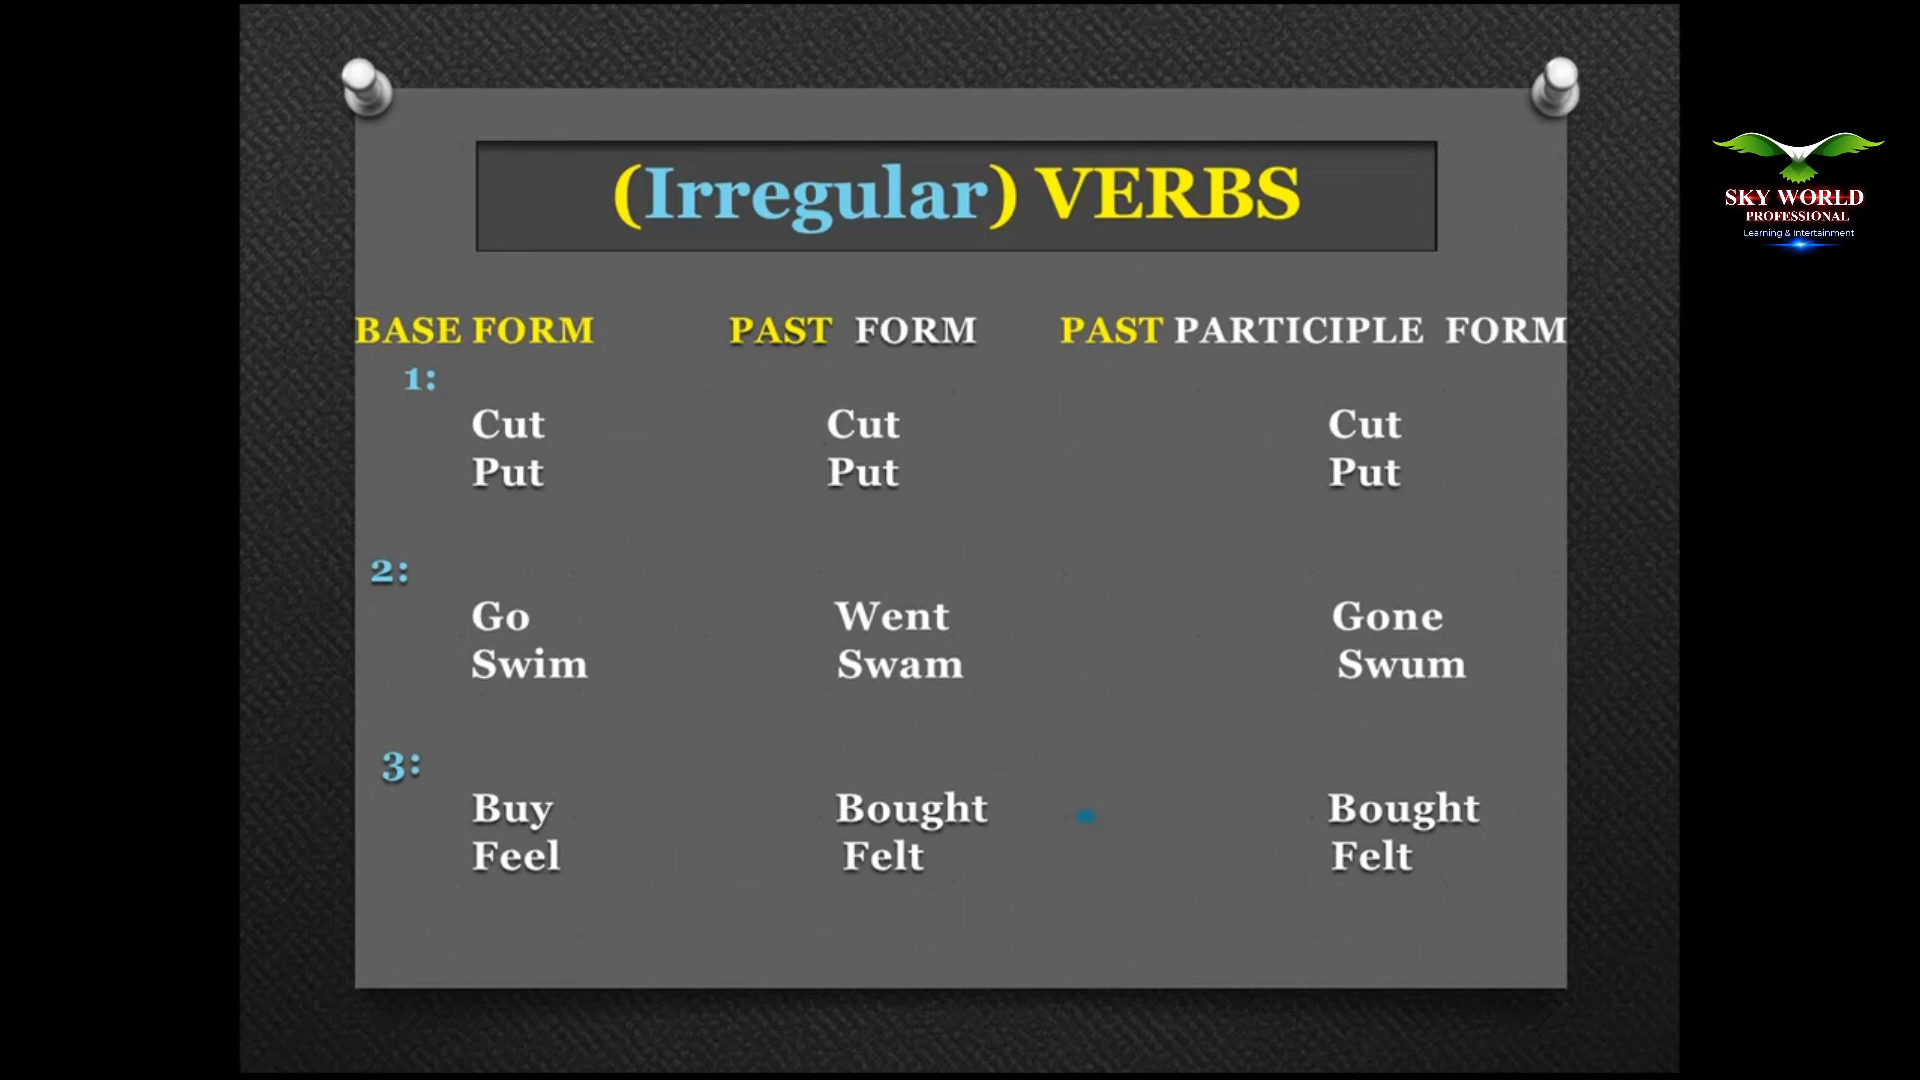 (Irregular) VERBS
SKY WORLD
PROFESSIONAL
Learning & Intertainment
BASE FORM PAST FORM PAST PARTICIPLE FORM
1:
Cut Cut Cut
Put Put Put
2:
Go Went Gone
Swim Swam Swum
3:
Buy Bought Bought
Feel Felt Felt